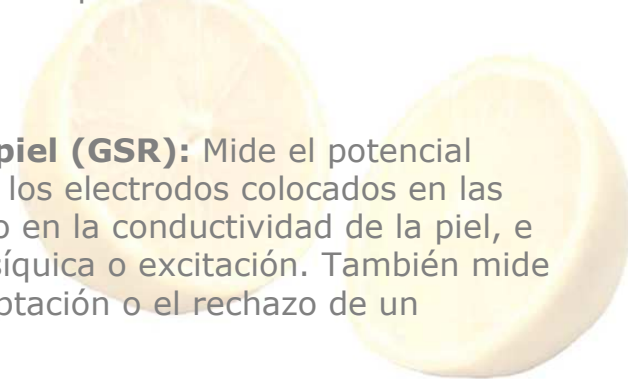 piel (GSR): Mide el potencial
los electrodos colocados en las
o en la conductividad de la piel, e
síquica o excitación. También mide
ptación o el rechazo de un